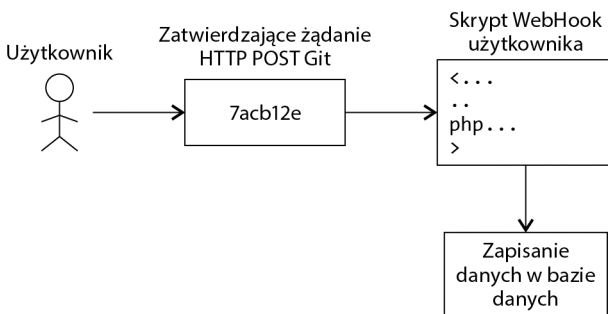 Użytkownik
Zatwierdzające żądanie
HTTP POST Git
7acb12e
Skrypt WebHook
użytkownika
<...
..
php...
>
Zapisanie
danych w bazie
danych